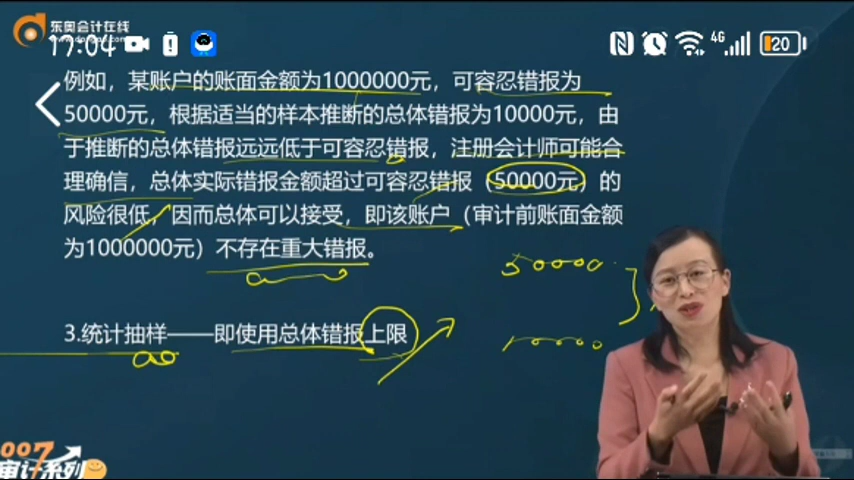 东奥会计在线
17:04
4G
20
例如，某账户的账面金额为1000000元，可容忍错报为
50000元，根据适当的样本推断的总体错报为10000元，由
于推断的总体错报远远低于可容忍错报，注册会计师可能合
理确信，总体实际错报金额超过可容忍错报（50000元）的
风险很低，因而总体可以接受，即该账户（审计前账面金额
为1000000元）不存在重大错报。
50000
3.统计抽样——即使用总体错报上限
10000
007
审计系列